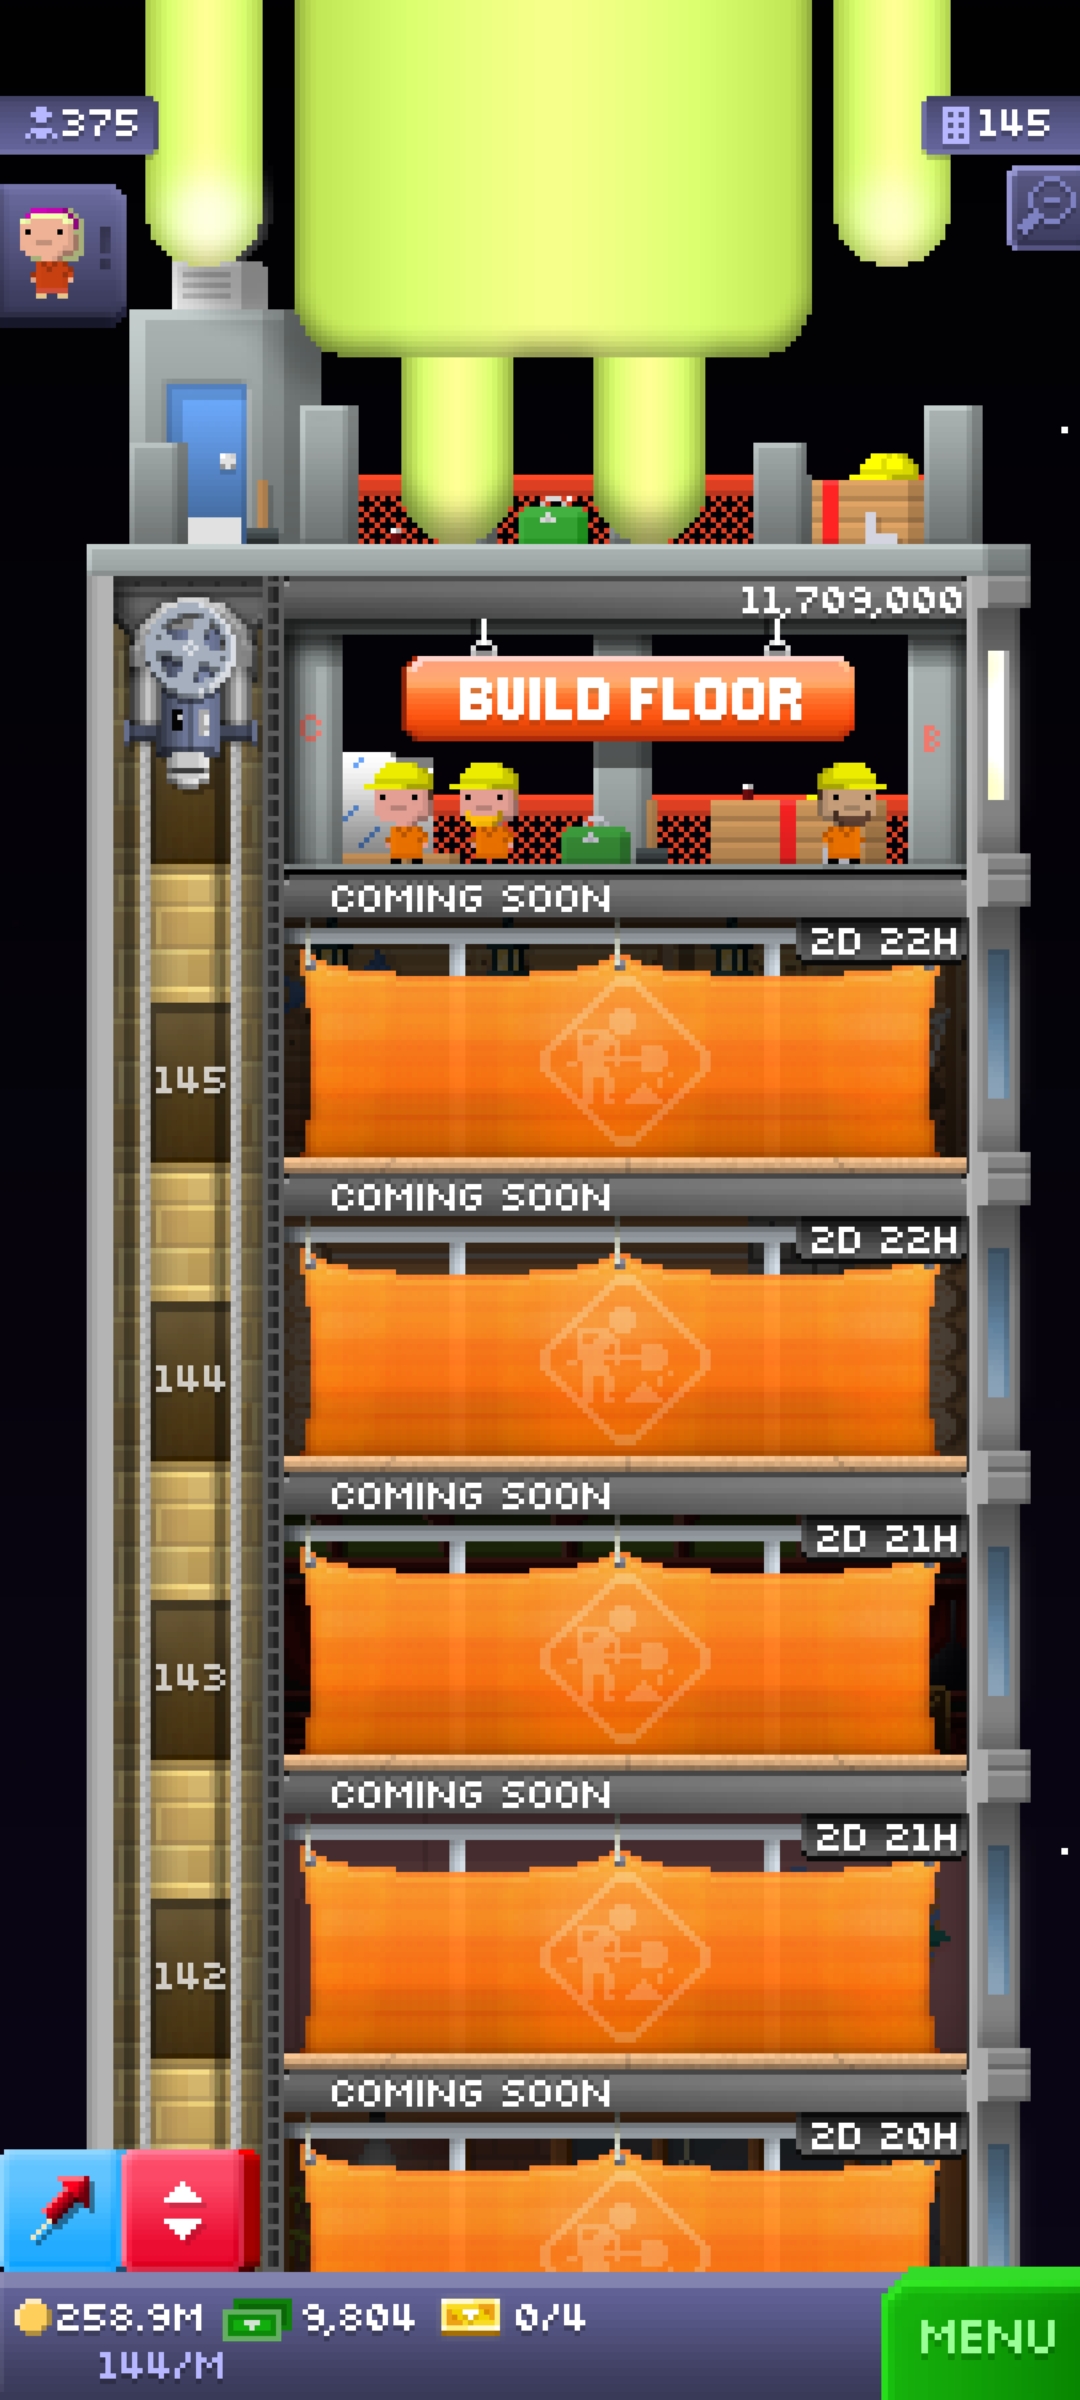 375
145
!
11,709,000
BUILD FLOOR
C
B
COMING SOON
2D 22H
145
COMING SOON
2D 22H
144
COMING SOON
2D 21H
143
COMING SOON
2D 21H
142
COMING SOON
2D 20H
258.9M 9,804 0/4
144/M
MENU